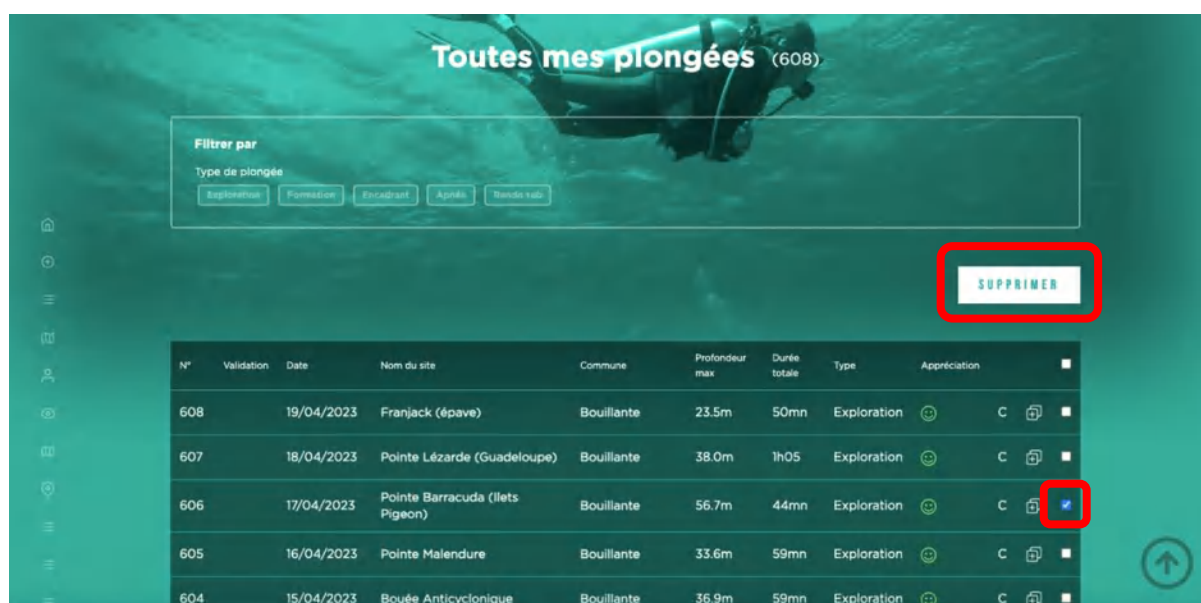 Toutes mes plongées (608)
Filtrer par
Type de plongée
Exploration Formation Encadrant Apnée Rando sub
SUPPRIMER
N° Validation Date Nom du site Commune Profondeur max Durée totale Type Appréciation
608 19/04/2023 Franjack (épave) Bouillante 23.5m 50mn Exploration C
607 18/04/2023 Pointe Lézarde (Guadeloupe) Bouillante 38.0m 1h05 Exploration C
606 17/04/2023 Pointe Barracuda (Ilets Pigeon) Bouillante 56.7m 44mn Exploration C
605 16/04/2023 Pointe Malendure Bouillante 33.6m 59mn Exploration C
604 15/04/2023 Bouée Anticyclonique Bouillante 36.9m 59mn Exploration C